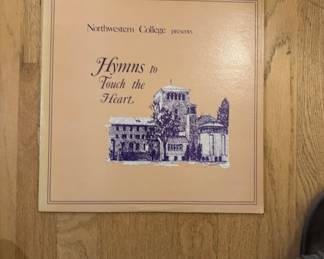 Northwestern College presents
Hymns to
Touch the
Heart